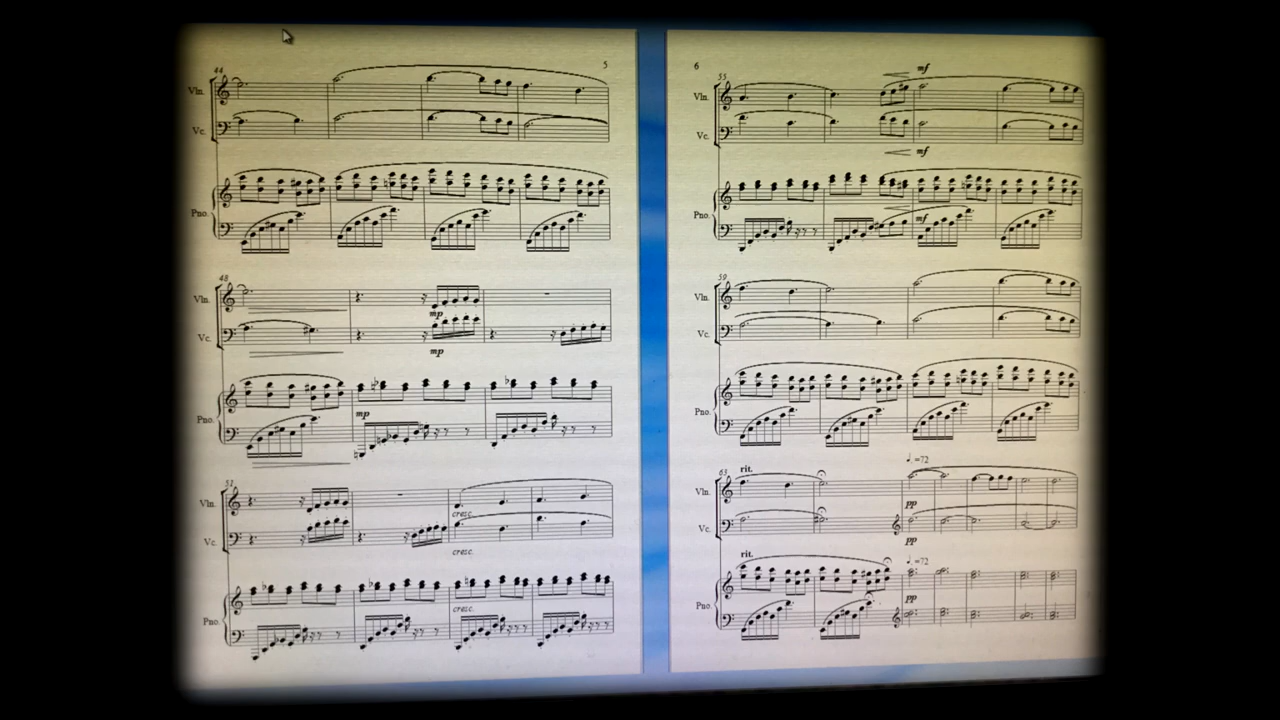 44
5
Vln.
Vc.
Pno.
48
Vln.
mp
Vc.
mp
mp
Pno.
51
Vln.
cresc.
Vc.
cresc.
cresc.
Pno.
6
55
mf
Vln.
Vc.
mf
mf
Pno.
59
Vln.
Vc.
Pno.
63
rit.
♩.=72
Vln.
pp
Vc.
pp
rit.
♩.=72
pp
Pno.